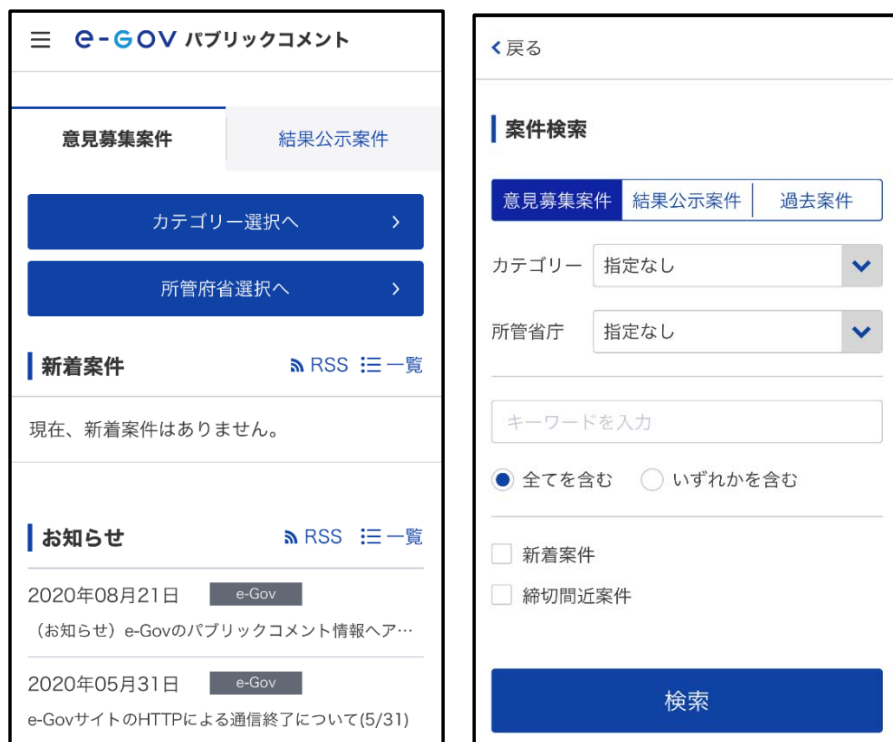 e-GOV パブリックコメント
意見募集案件 結果公示案件
カテゴリー選択へ
所管府省選択へ
新着案件 RSS 一覧
現在、新着案件はありません。
お知らせ RSS 一覧
2020年08月21日 e-Gov
（お知らせ）e-Govのパブリックコメント情報へア…
2020年05月31日 e-Gov
e-GovサイトのHTTPによる通信終了について(5/31)
戻る
案件検索
意見募集案件 結果公示案件 過去案件
カテゴリー 指定なし
所管省庁 指定なし
キーワードを入力
全てを含む いずれかを含む
新着案件
締切間近案件
検索